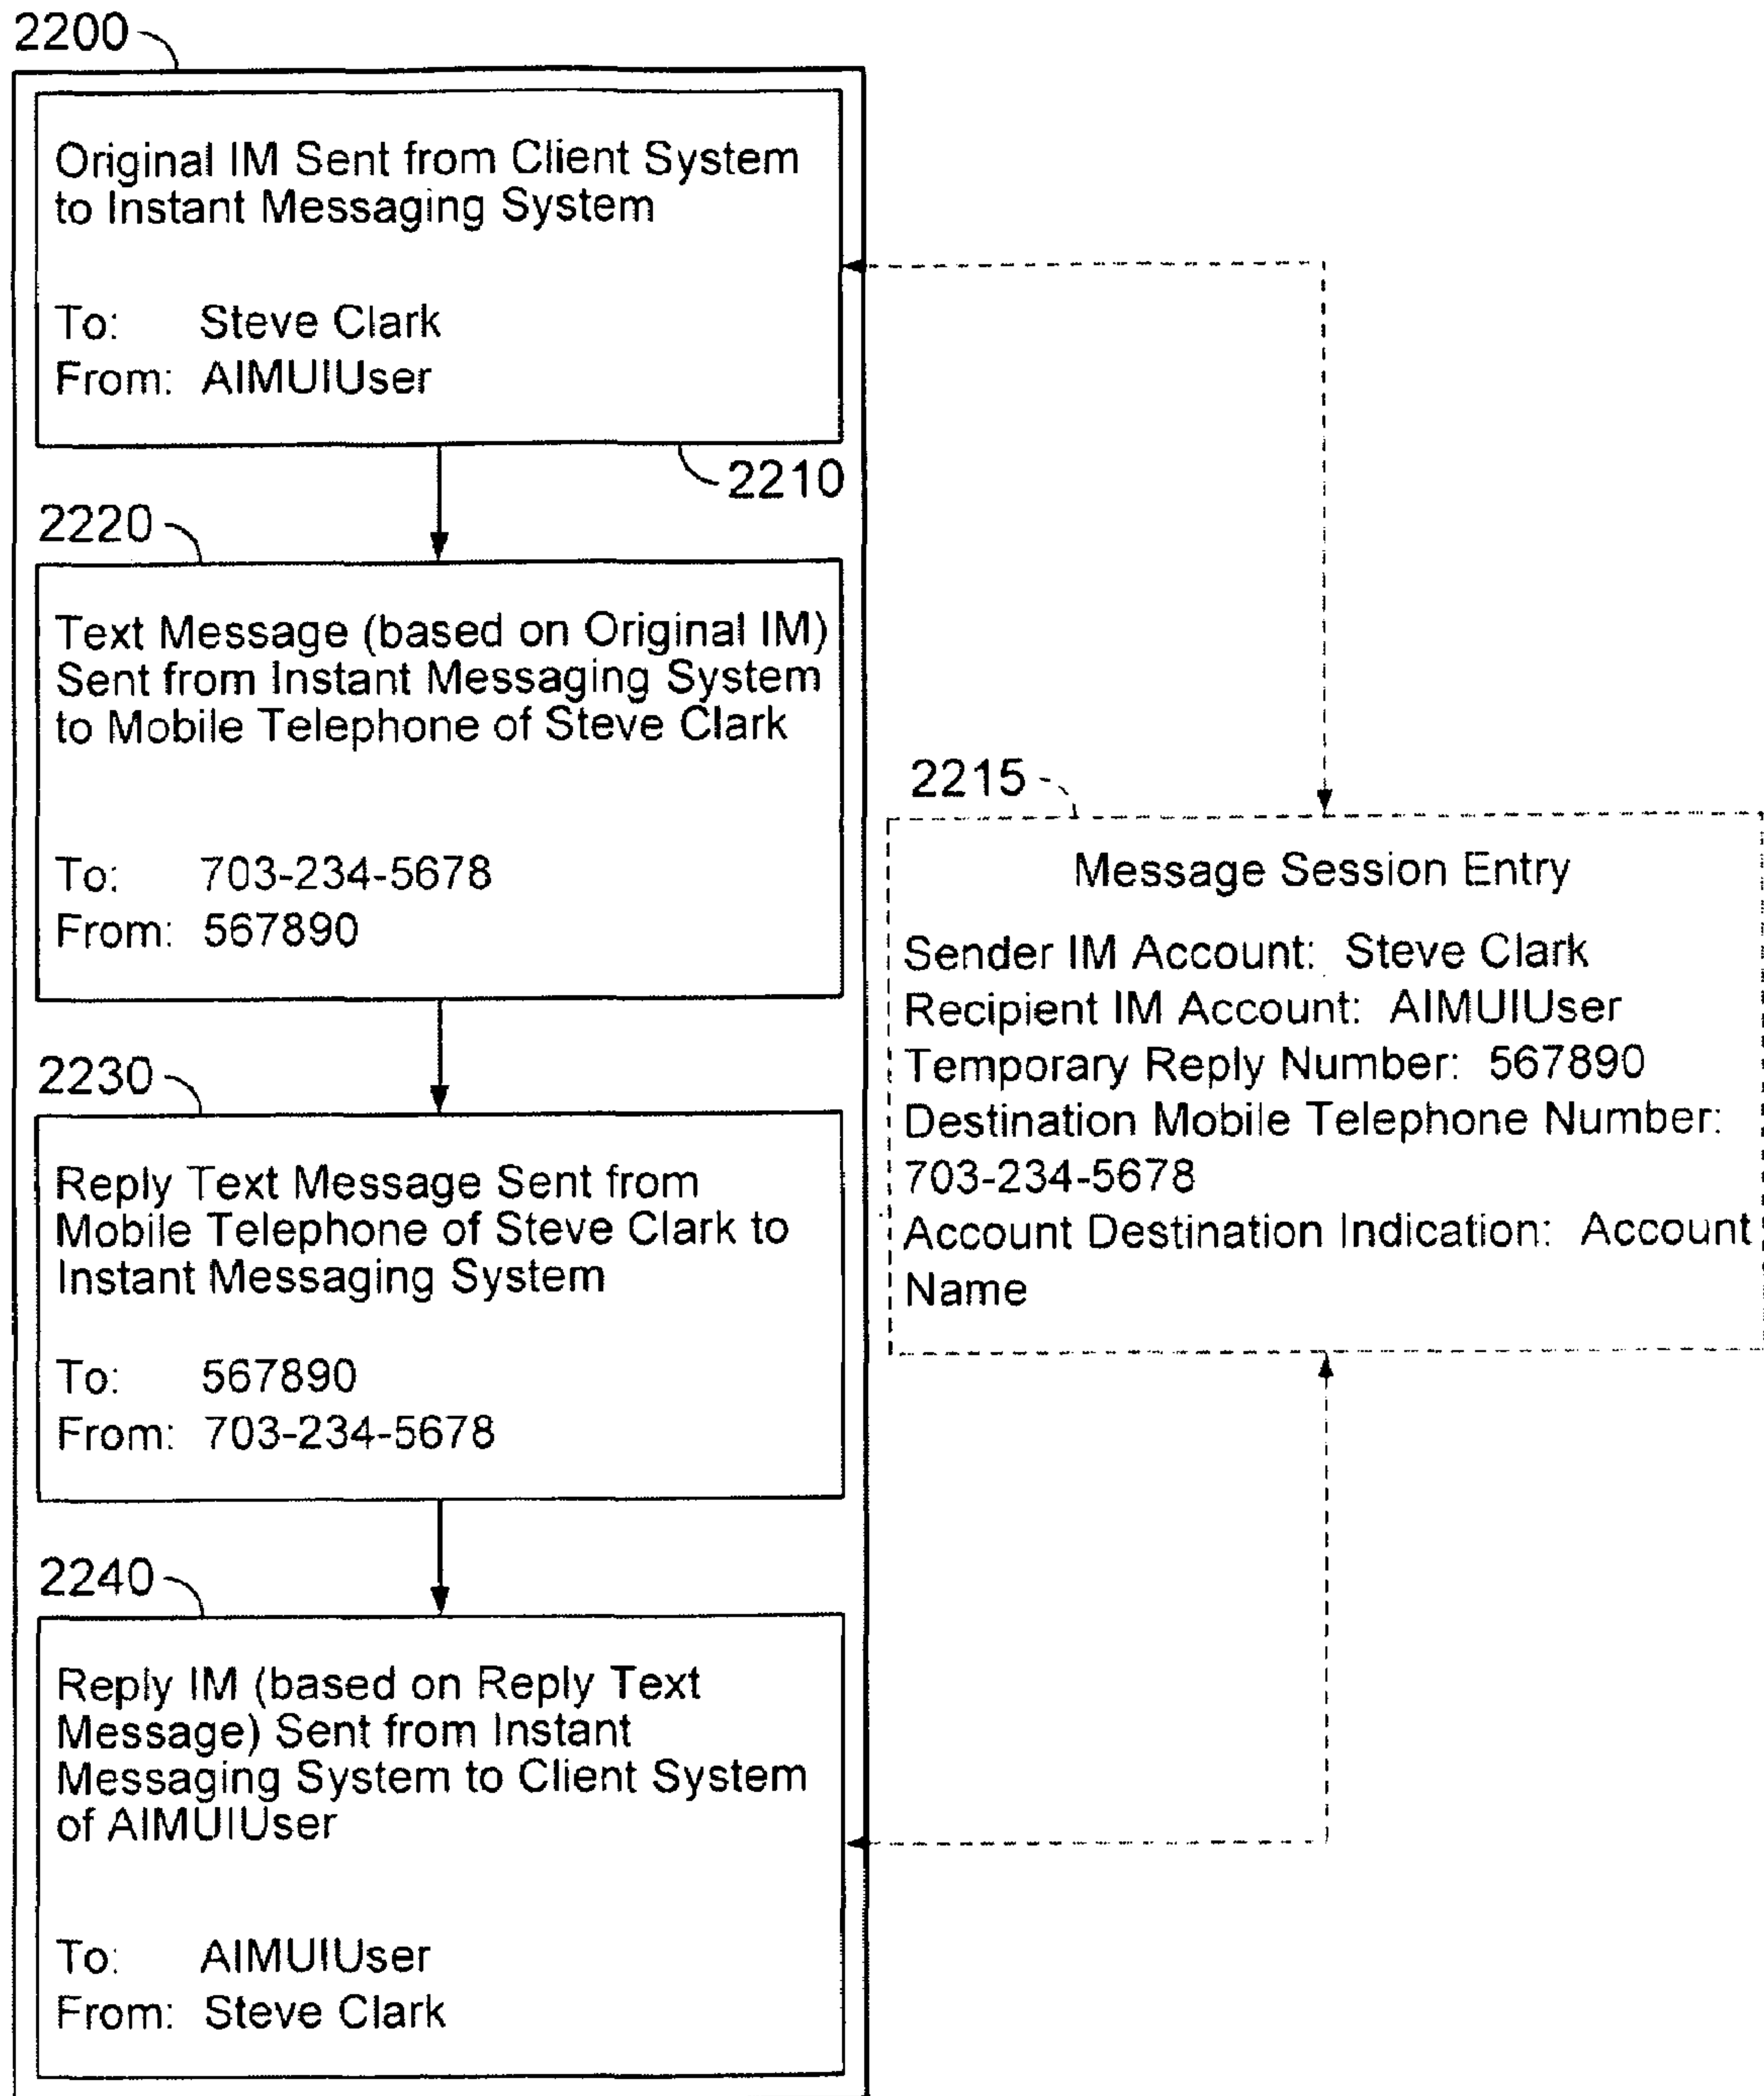 2200
Original IM Sent from Client System
to Instant Messaging System
To: Steve Clark
From: AIMUIUser
2210
2220
Text Message (based on Original IM)
Sent from Instant Messaging System
to Mobile Telephone of Steve Clark
To: 703-234-5678
From: 567890
2230
Reply Text Message Sent from
Mobile Telephone of Steve Clark to
Instant Messaging System
To: 567890
From: 703-234-5678
2240
Reply IM (based on Reply Text
Message) Sent from Instant
Messaging System to Client System
of AIMUIUser
To: AIMUIUser
From: Steve Clark
2215
Message Session Entry
Sender IM Account: Steve Clark
Recipient IM Account: AIMUIUser
Temporary Reply Number: 567890
Destination Mobile Telephone Number:
703-234-5678
Account Destination Indication: Account
Name